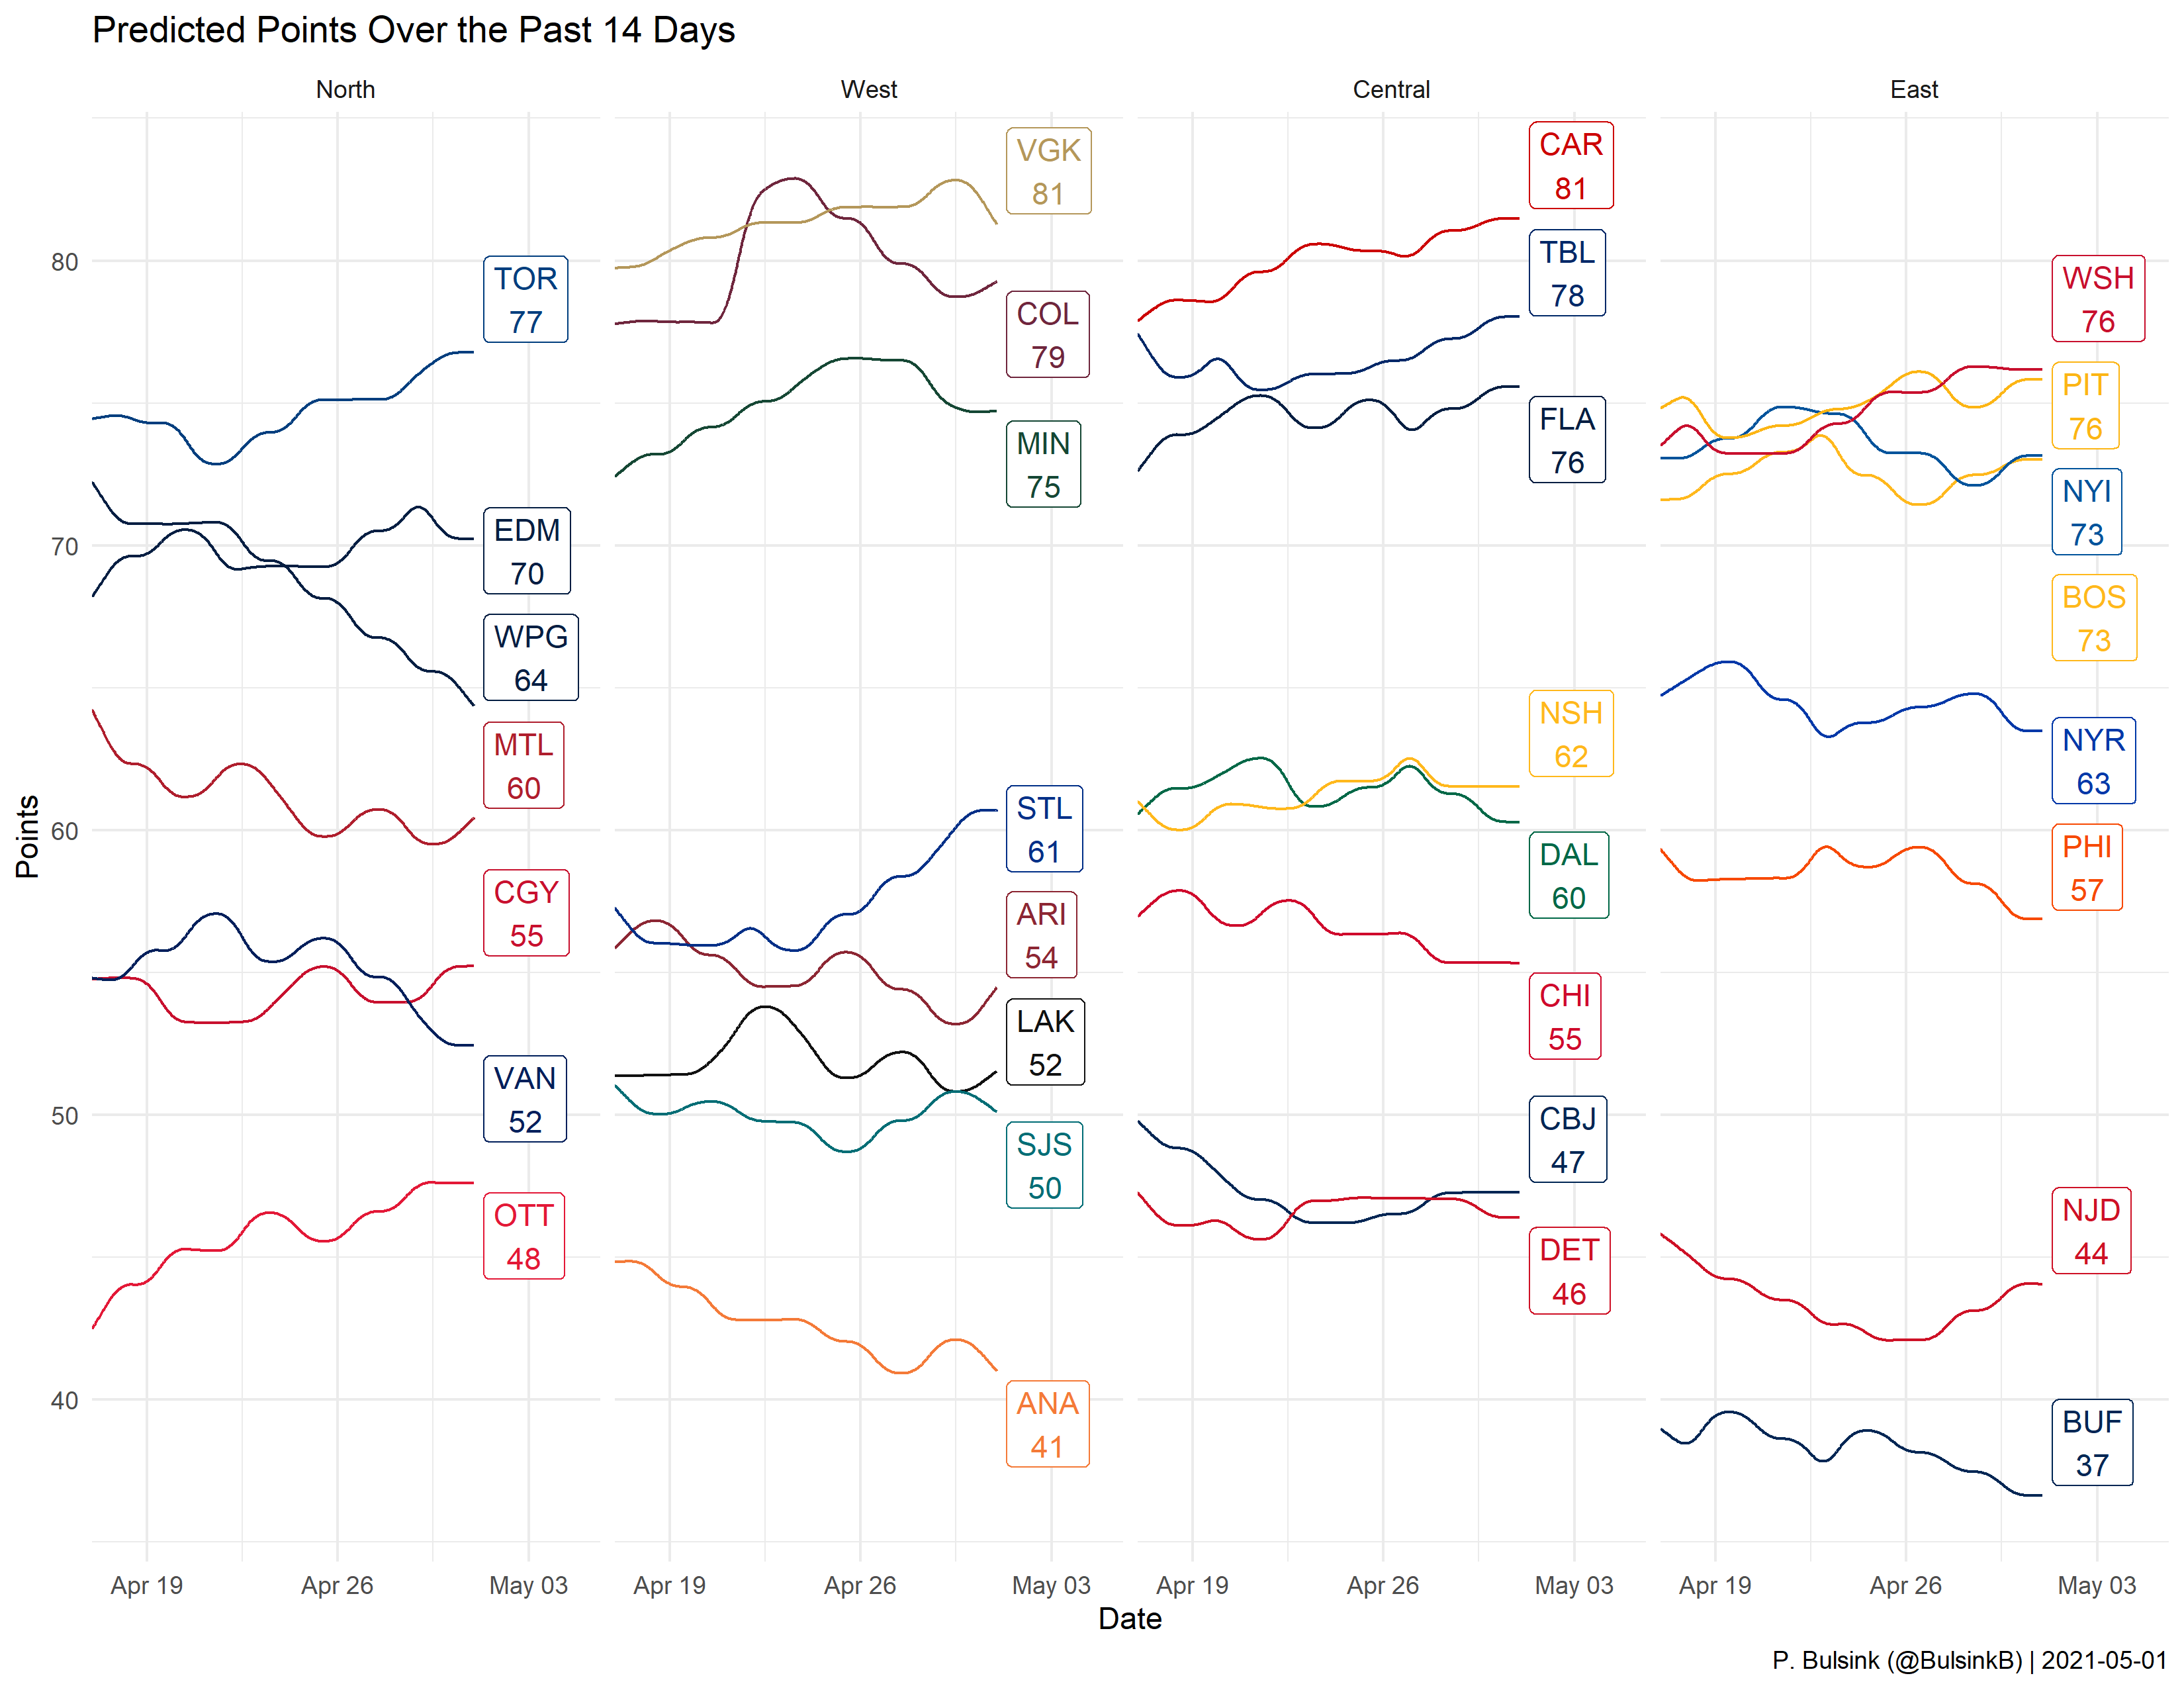 Predicted Points Over the Past 14 Days
North
West
Central
East
Points
80
70
60
50
40
TOR
77
EDM
70
WPG
64
MTL
60
CGY
55
VAN
52
OTT
48
VGK
81
COL
79
MIN
75
STL
61
ARI
54
LAK
52
SJS
50
ANA
41
CAR
81
TBL
78
FLA
76
NSH
62
DAL
60
CHI
55
CBJ
47
DET
46
WSH
76
PIT
76
NYI
73
BOS
73
NYR
63
PHI
57
NJD
44
BUF
37
Apr 19 Apr 26 May 03
Apr 19 Apr 26 May 03
Apr 19 Apr 26 May 03
Apr 19 Apr 26 May 03
Date
P. Bulsink (@BulsinkB) | 2021-05-01